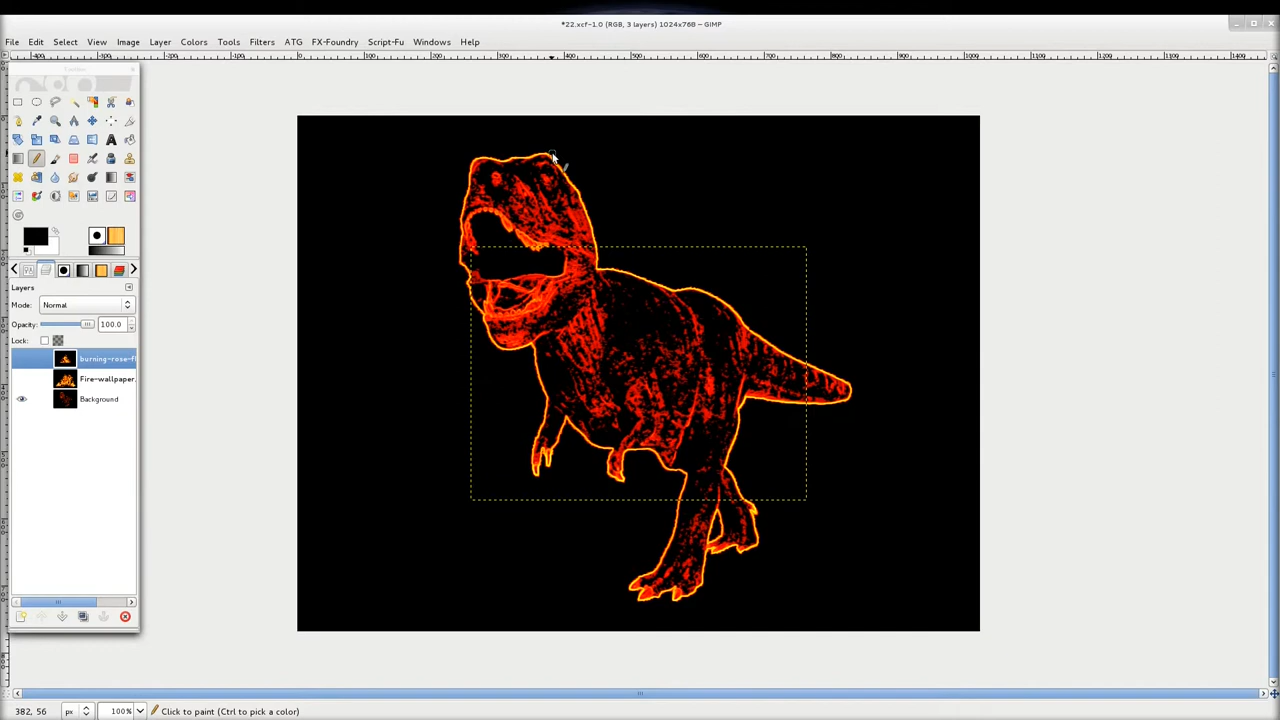 *22.xcf-1.0 (RGB, 3 layers) 1024x768 – GIMP
File Edit Select View Image Layer Colors Tools Filters ATG FX-Foundry Script-Fu Windows Help
Layers
Mode: Normal
Opacity: 100.0
Lock:
burning-rose-fl
Fire-wallpaper.
Background
382, 56 px 100% Click to paint (Ctrl to pick a color)